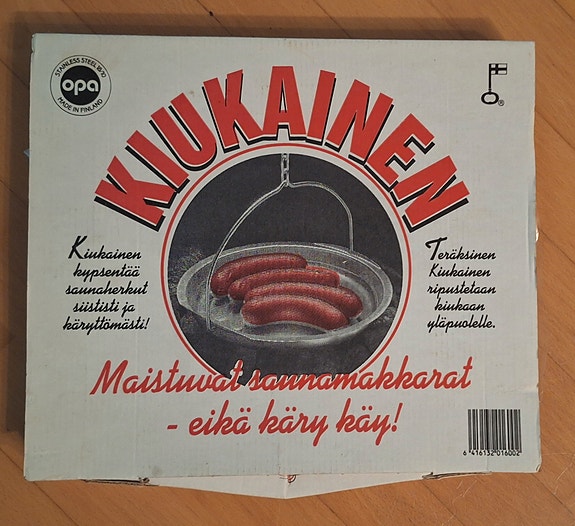 STAINLESS STEEL 18/10
opa
MADE IN FINLAND
KIUKAINEN
Kiukainen
kypsentää
saunaherkut
siististi ja
käryttömästi!
Teräksinen
Kiukainen
ripustetaan
kiukaan
yläpuolelle.
Maistuvat saunamakkarat
- eikä käry käy!
6 416132 016002